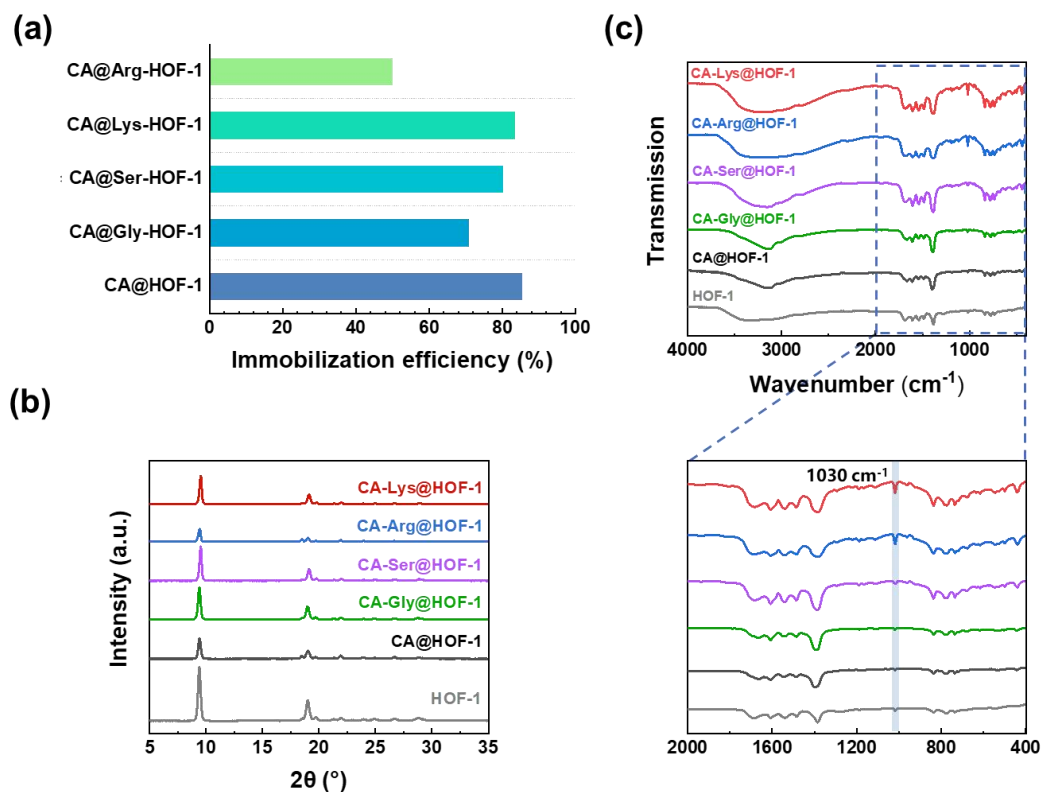 (a)
CA@Arg-HOF-1
CA@Lys-HOF-1
CA@Ser-HOF-1
CA@Gly-HOF-1
CA@HOF-1
:
0 20 40 60 80 100
Immobilization efficiency (%)
(b)
CA-Lys@HOF-1
CA-Arg@HOF-1
CA-Ser@HOF-1
CA-Gly@HOF-1
CA@HOF-1
HOF-1
Intensity (a.u.)
5 10 15 20 25 30 35
2θ (°)
(c)
CA-Lys@HOF-1
CA-Arg@HOF-1
CA-Ser@HOF-1
CA-Gly@HOF-1
CA@HOF-1
HOF-1
Transmission
4000 3000 2000 1000
Wavenumber (cm⁻¹)
1030 cm⁻¹
2000 1600 1200 800 400